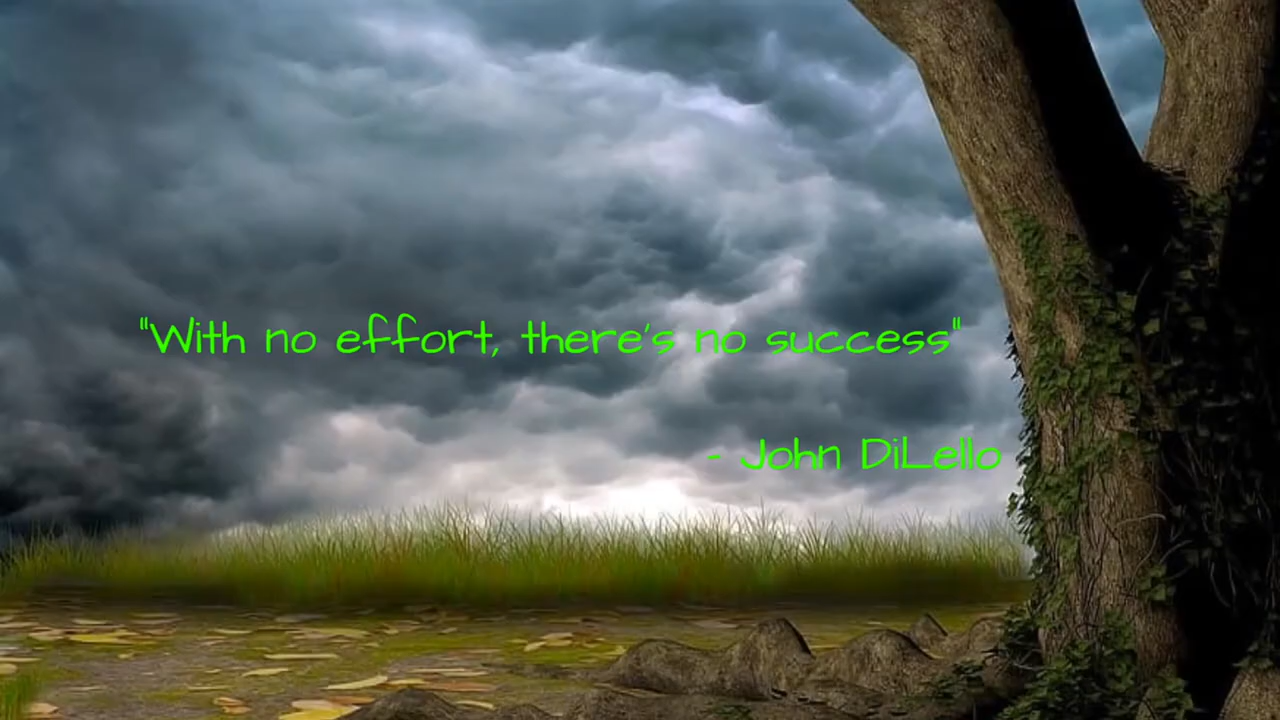 "With no effort, there's no success"
- John DiLello